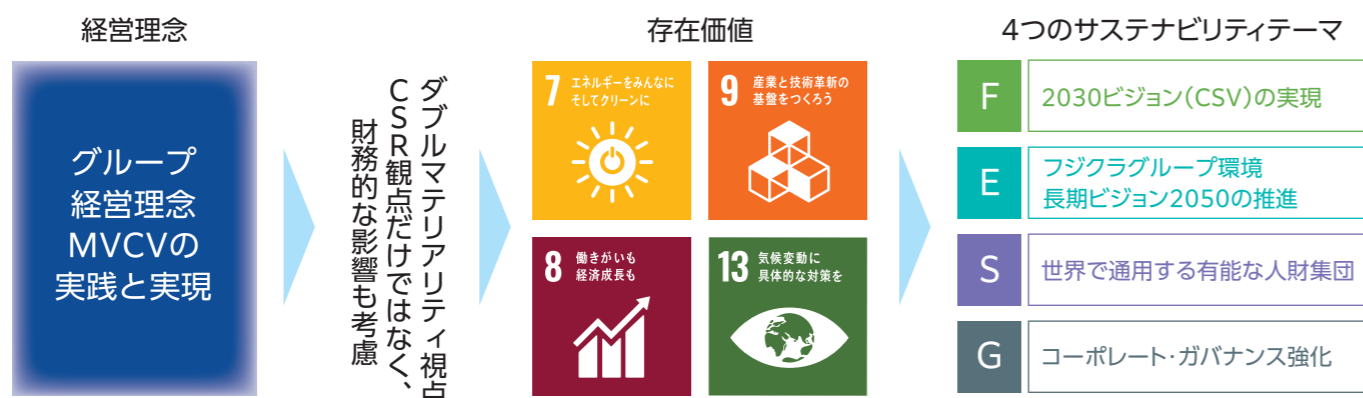 経営理念
グループ
経営理念
MVCVの
実践と実現
ダブルマテリアリティ視点
CSR観点だけではなく、
財務的な影響も考慮
存在価値
7 エネルギーをみんなに
そしてクリーンに
9 産業と技術革新の
基盤をつくろう
8 働きがいも
経済成長も
13 気候変動に
具体的な対策を
4つのサステナビリティテーマ
F 2030ビジョン(CSV)の実現
E フジクラグループ環境
長期ビジョン2050の推進
S 世界で通用する有能な人財集団
G コーポレート・ガバナンス強化